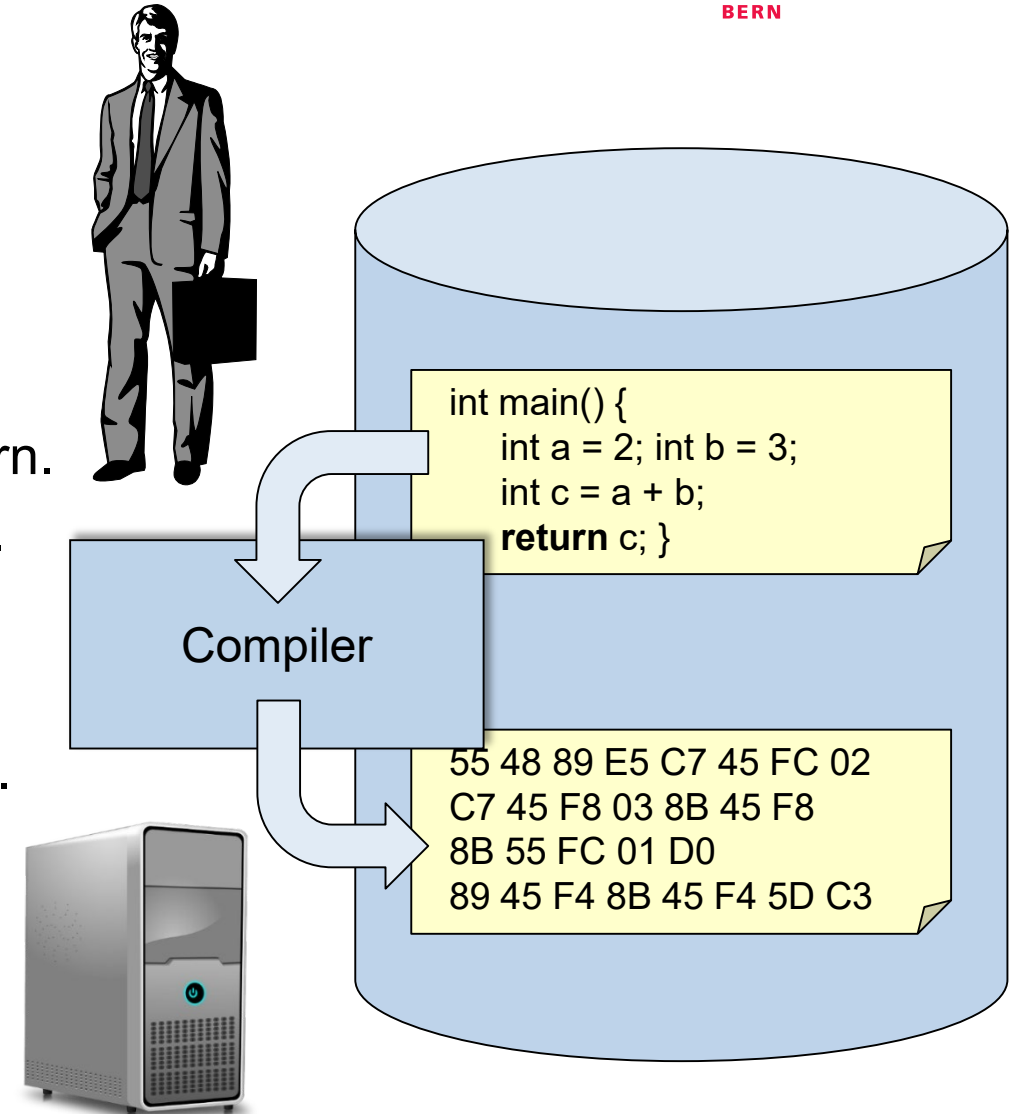 BERN
int main() {
int a = 2; int b = 3;
int c = a + b;
return c; }
Compiler
55 48 89 E5 C7 45 FC 02
C7 45 F8 03 8B 45 F8
8B 55 FC 01 D0
89 45 F4 8B 45 F4 5D C3